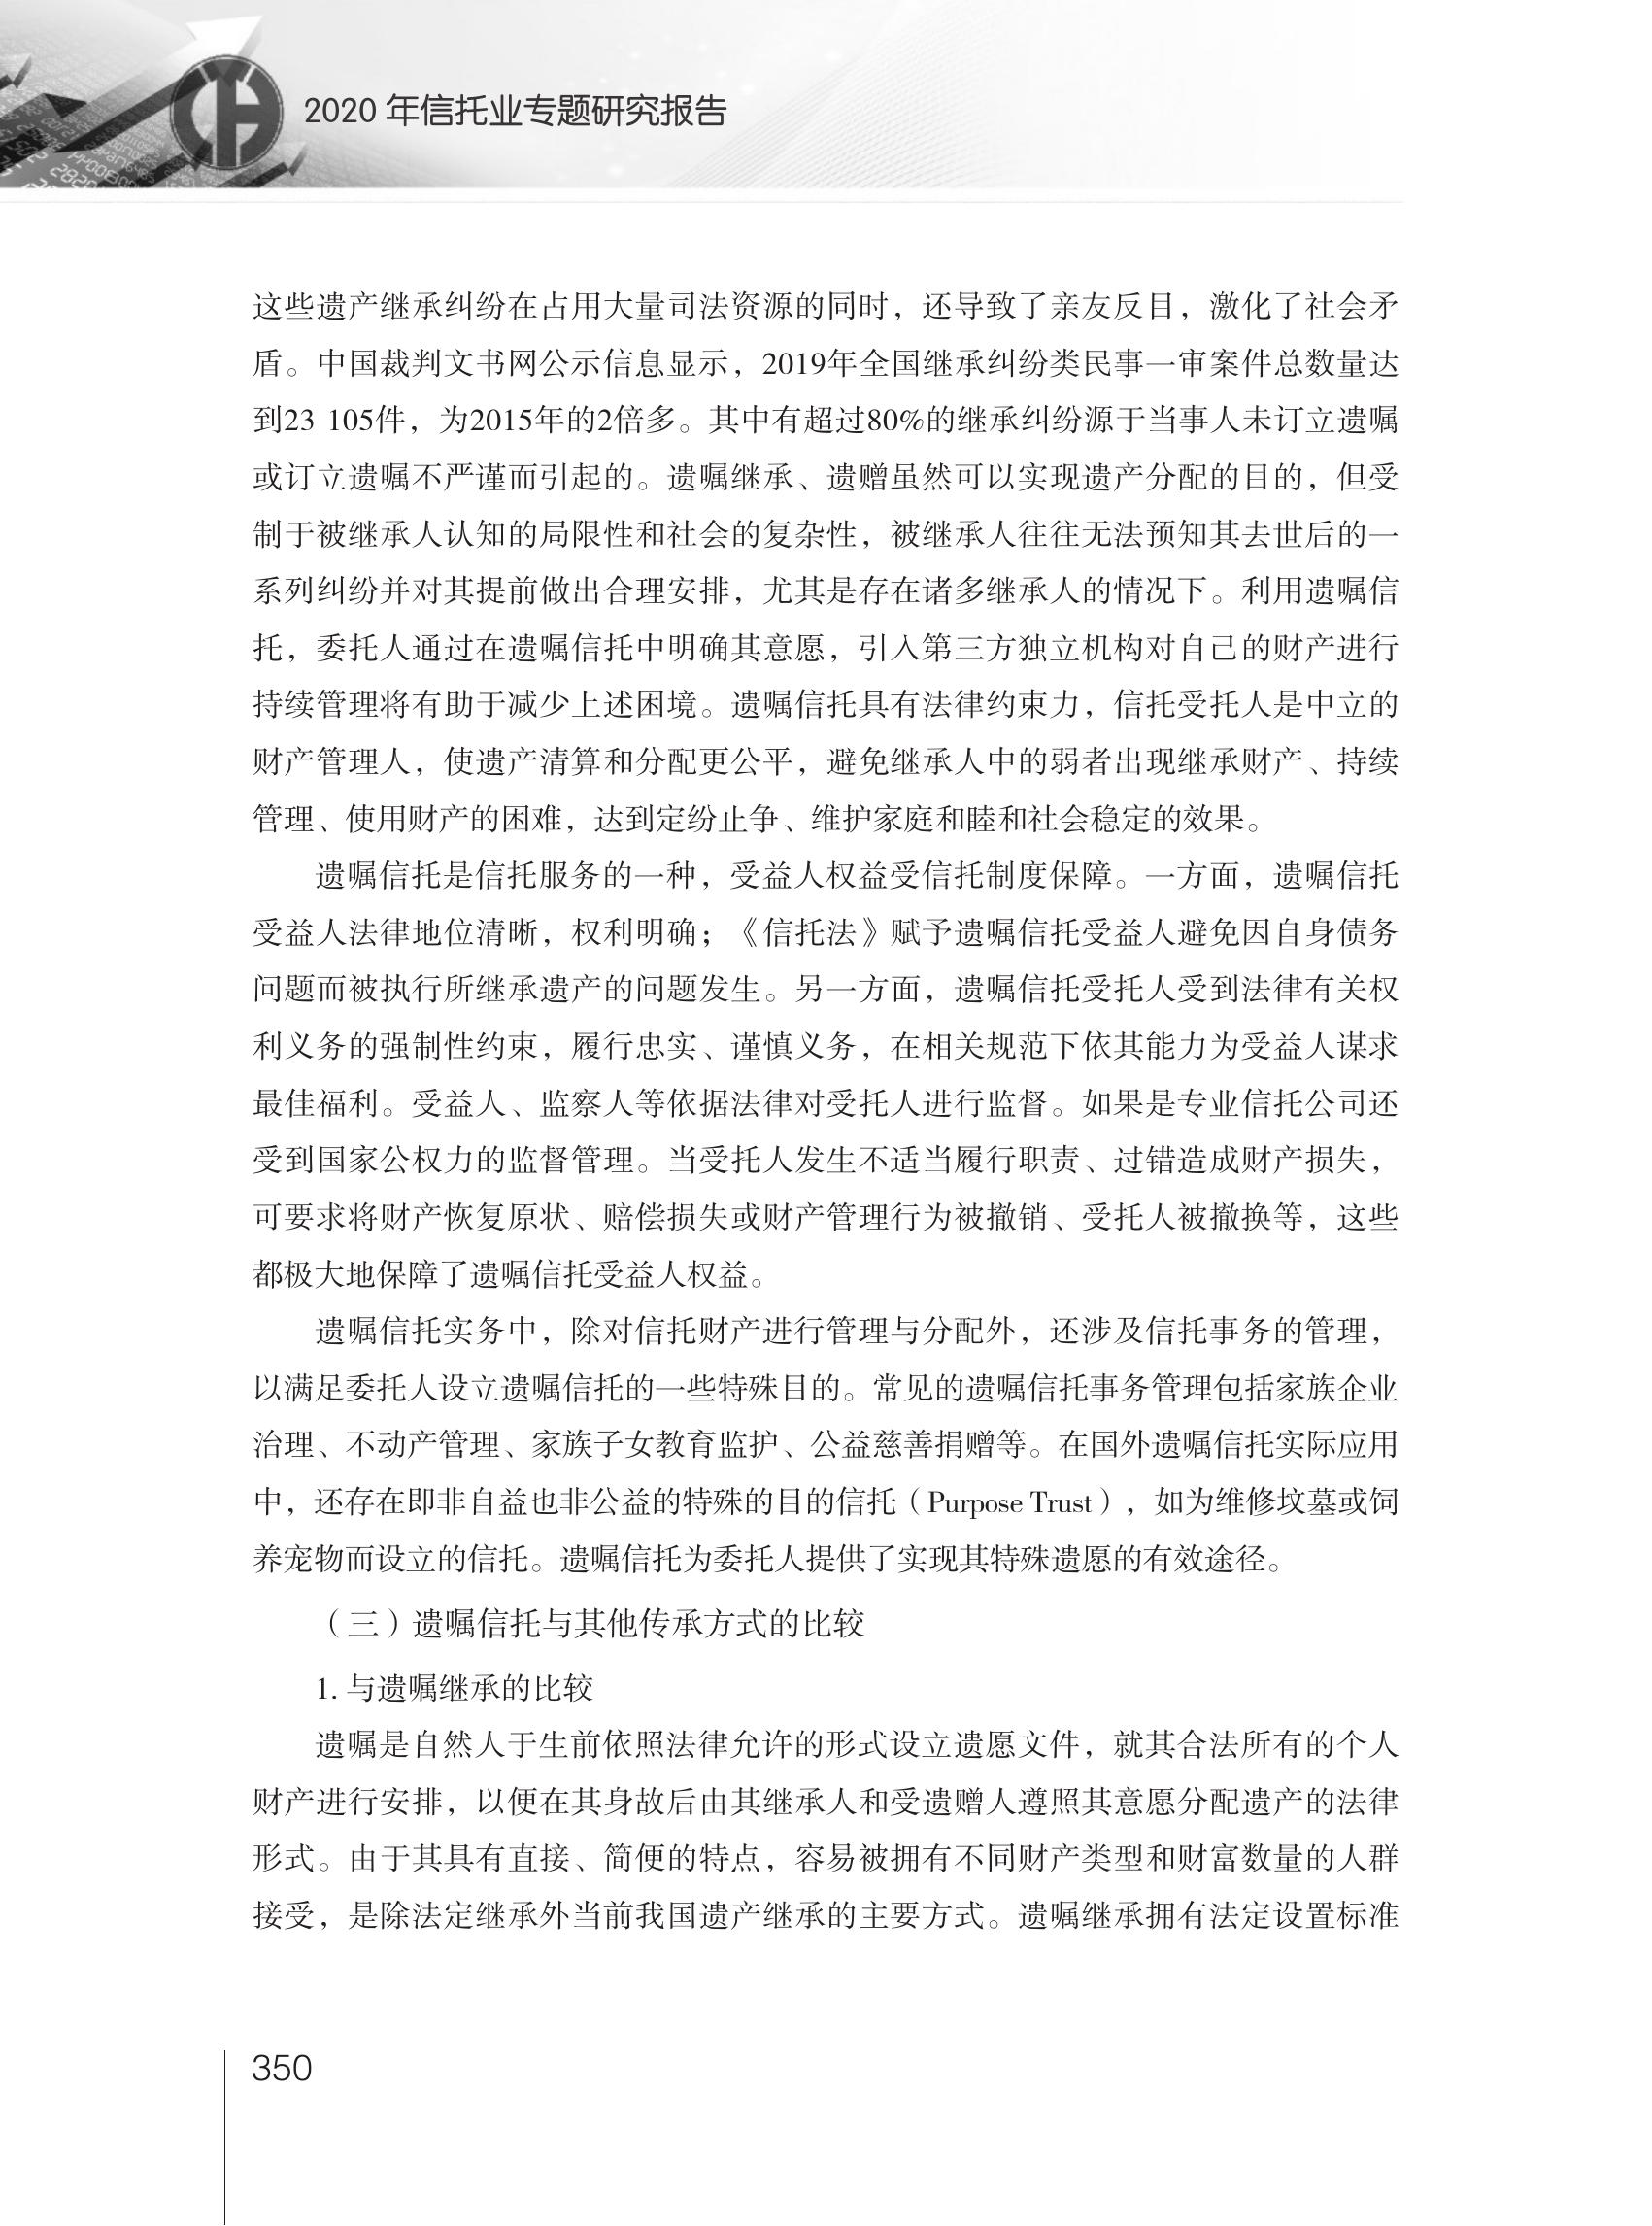 2020 年信托业专题研究报告
这些遗产继承纠纷在占用大量司法资源的同时，还导致了亲友反目，激化了社会矛
盾。中国裁判文书网公示信息显示，2019年全国继承纠纷类民事一审案件总数量达
到23 105件，为2015年的2倍多。其中有超过80%的继承纠纷源于当事人未订立遗嘱
或订立遗嘱不严谨而引起的。遗嘱继承、遗赠虽然可以实现遗产分配的目的，但受
制于被继承人认知的局限性和社会的复杂性，被继承人往往无法预知其去世后的一
系列纠纷并对其提前做出合理安排，尤其是存在诸多继承人的情况下。利用遗嘱信
托，委托人通过在遗嘱信托中明确其意愿，引入第三方独立机构对自己的财产进行
持续管理将有助于减少上述困境。遗嘱信托具有法律约束力，信托受托人是中立的
财产管理人，使遗产清算和分配更公平，避免继承人中的弱者出现继承财产、持续
管理、使用财产的困难，达到定纷止争、维护家庭和睦和社会稳定的效果。
遗嘱信托是信托服务的一种，受益人权益受信托制度保障。一方面，遗嘱信托
受益人法律地位清晰，权利明确；《信托法》赋予遗嘱信托受益人避免因自身债务
问题而被执行所继承遗产的问题发生。另一方面，遗嘱信托受托人受到法律有关权
利义务的强制性约束，履行忠实、谨慎义务，在相关规范下依其能力为受益人谋求
最佳福利。受益人、监察人等依据法律对受托人进行监督。如果是专业信托公司还
受到国家公权力的监督管理。当受托人发生不适当履行职责、过错造成财产损失，
可要求将财产恢复原状、赔偿损失或财产管理行为被撤销、受托人被撤换等，这些
都极大地保障了遗嘱信托受益人权益。
遗嘱信托实务中，除对信托财产进行管理与分配外，还涉及信托事务的管理，
以满足委托人设立遗嘱信托的一些特殊目的。常见的遗嘱信托事务管理包括家族企业
治理、不动产管理、家族子女教育监护、公益慈善捐赠等。在国外遗嘱信托实际应用
中，还存在即非自益也非公益的特殊的目的信托（Purpose Trust），如为维修坟墓或饲
养宠物而设立的信托。遗嘱信托为委托人提供了实现其特殊遗愿的有效途径。
（三）遗嘱信托与其他传承方式的比较
1. 与遗嘱继承的比较
遗嘱是自然人于生前依照法律允许的形式设立遗愿文件，就其合法所有的个人
财产进行安排，以便在其身故后由其继承人和受遗赠人遵照其意愿分配遗产的法律
形式。由于其具有直接、简便的特点，容易被拥有不同财产类型和财富数量的人群
接受，是除法定继承外当前我国遗产继承的主要方式。遗嘱继承拥有法定设置标准
350